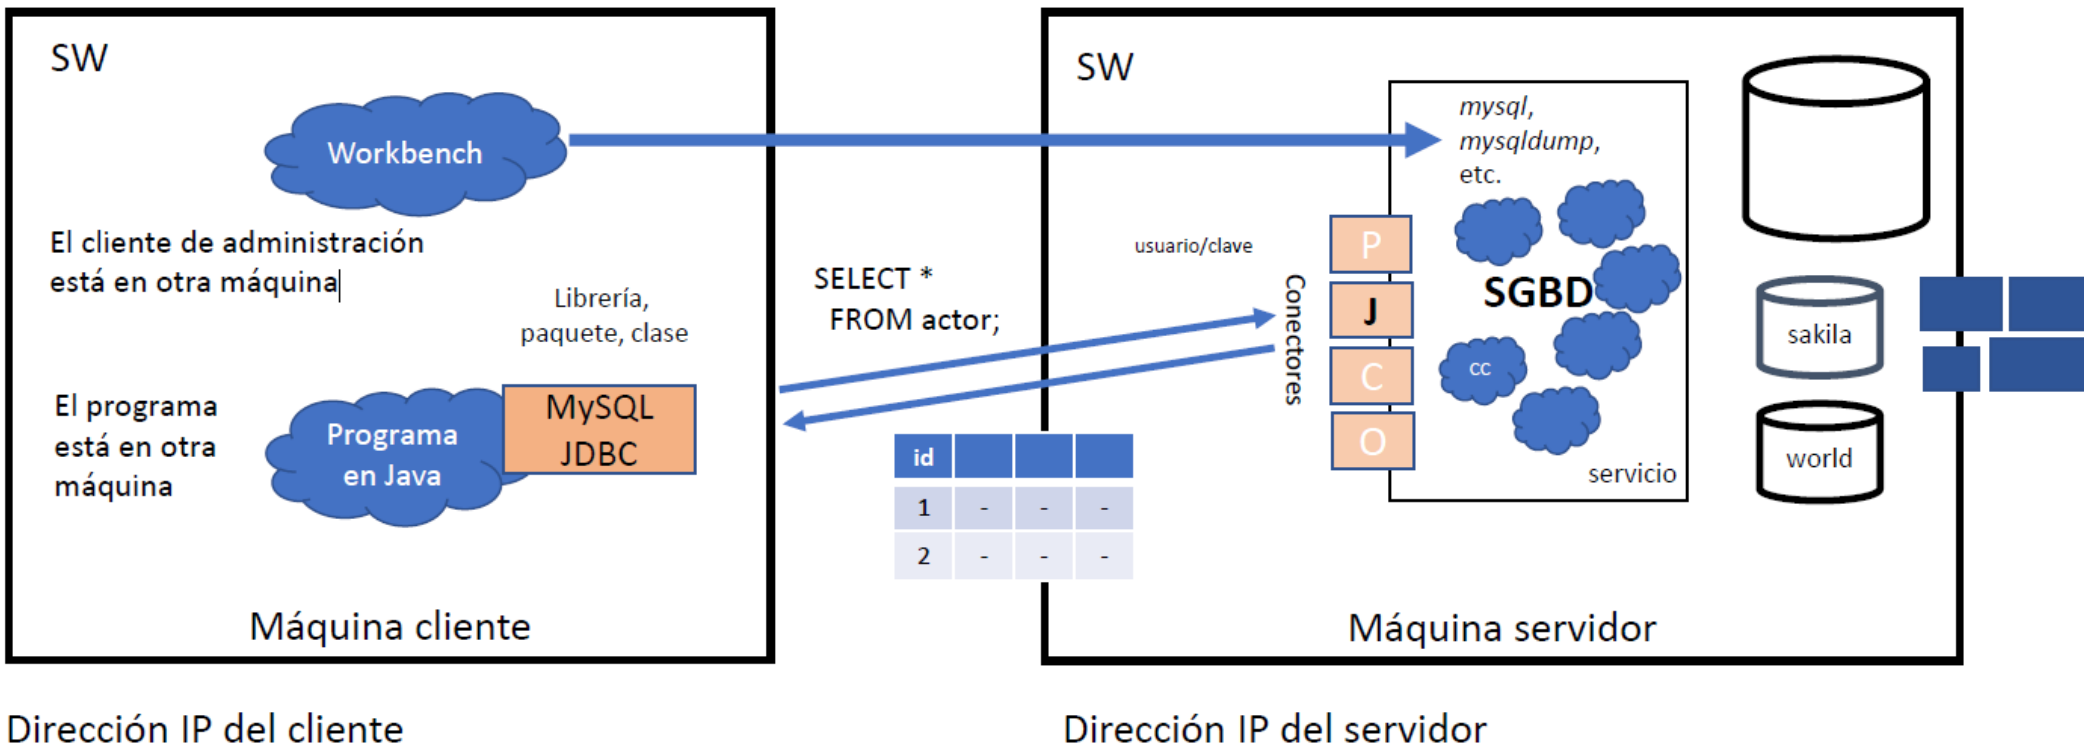 SW
Workbench
El cliente de administración
está en otra máquina
Librería,
paquete, clase
El programa
está en otra
máquina
Programa
en Java
MySQL
JDBC
Máquina cliente
Dirección IP del cliente
SELECT *
FROM actor;
id
1 - - -
2 - - -
SW
usuario/clave
Conectores
P
J
C
O
mysql,
mysqldump,
etc.
SGBD
cc
servicio
sakila
world
Máquina servidor
Dirección IP del servidor